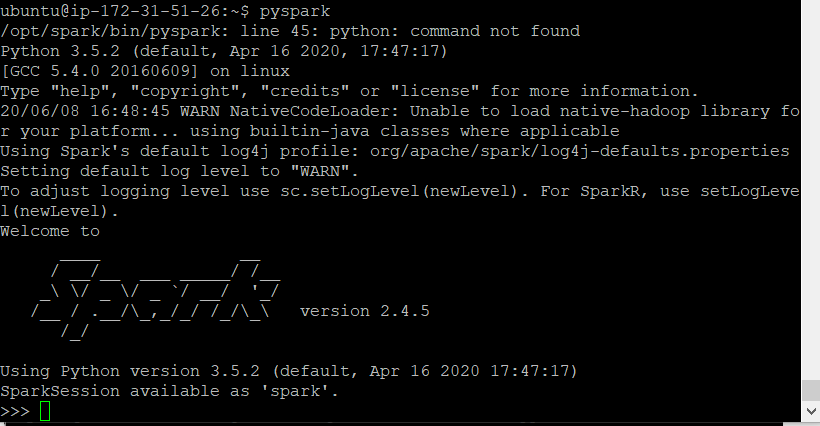 ubuntu@ip-172-31-51-26:~$ pyspark
/opt/spark/bin/pyspark: line 45: python: command not found
Python 3.5.2 (default, Apr 16 2020, 17:47:17)
[GCC 5.4.0 20160609] on linux
Type "help", "copyright", "credits" or "license" for more information.
20/06/08 16:48:45 WARN NativeCodeLoader: Unable to load native-hadoop library fo
r your platform... using builtin-java classes where applicable
Using Spark's default log4j profile: org/apache/spark/log4j-defaults.properties
Setting default log level to "WARN".
To adjust logging level use sc.setLogLevel(newLevel). For SparkR, use setLogLeve
l(newLevel).
Welcome to
      ____              __
     / __/__  ___ _____/ /__
    _\ \/ _ \/ _ `/ __/  '_/
   /__ / .__/\_,_/_/ /_/\_\   version 2.4.5
      /_/
Using Python version 3.5.2 (default, Apr 16 2020 17:47:17)
SparkSession available as 'spark'.
>>>